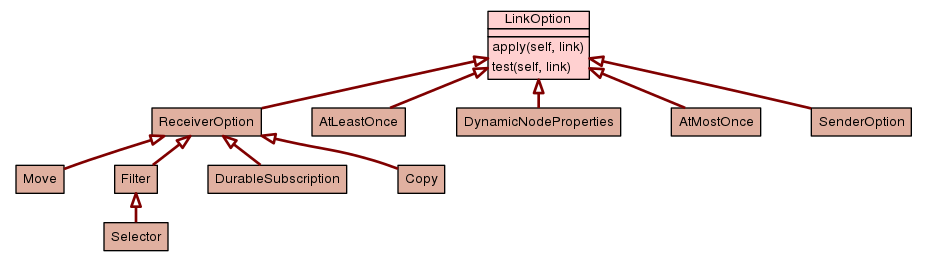 LinkOption
apply(self, link)
test(self, link)
ReceiverOption
AtLeastOnce
DynamicNodeProperties
AtMostOnce
SenderOption
Move
Filter
DurableSubscription
Copy
Selector